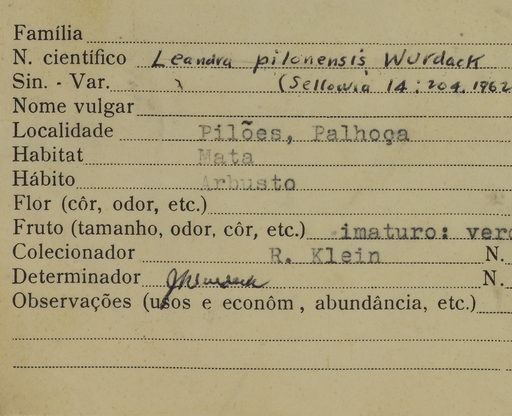 Família
N. científico Leandra pilonensis Wurdack
Sin. - Var. (Sellowia 14: 204. 1962
Nome vulgar
Localidade Pilões, Palhoça
Habitat Mata
Hábito Arbusto
Flor (côr, odor, etc.)
Fruto (tamanho, odor, côr, etc.) imaturo: verd
Colecionador R. Klein N.
Determinador JWurdack N.
Observações (usos e econôm, abundância, etc.)